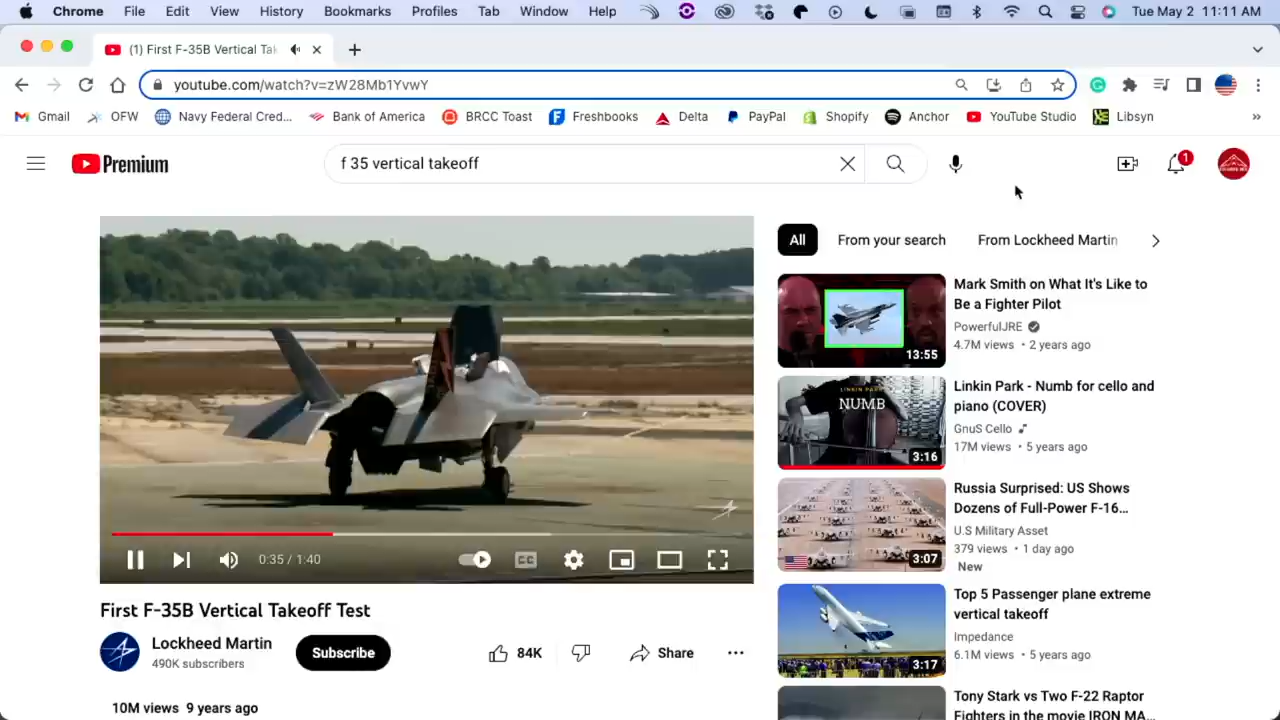 Chrome File Edit View History Bookmarks Profiles Tab Window Help Tue May 2 11:11 AM
(1) First F-35B Vertical Ta
youtube.com/watch?v=zW28Mb1YvwY
Gmail OFW Navy Federal Cred... Bank of America BRCC Toast Freshbooks Delta PayPal Shopify Anchor YouTube Studio Libsyn »
Premium
f 35 vertical takeoff
1
All From your search From Lockheed Martin
Mark Smith on What It's Like to
Be a Fighter Pilot
PowerfulJRE
4.7M views • 2 years ago
13:55
LINKIN PARK
NUMB
Linkin Park - Numb for cello and
piano (COVER)
GnuS Cello
17M views • 5 years ago
3:16
Russia Surprised: US Shows
Dozens of Full-Power F-16...
U.S Military Asset
379 views • 1 day ago
New
3:07
0:35 / 1:40
CC
First F-35B Vertical Takeoff Test
Lockheed Martin
490K subscribers
Subscribe
84K
Share
10M views 9 years ago
Top 5 Passenger plane extreme
vertical takeoff
Impedance
6.1M views • 5 years ago
3:17
Tony Stark vs Two F-22 Raptor
Fighters in the movie IRON MA...